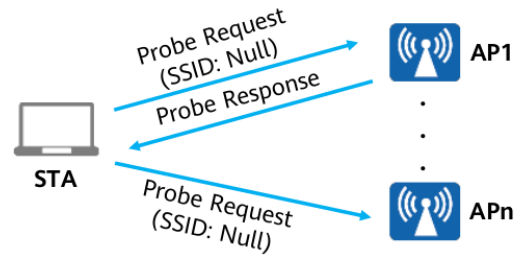 Probe Request
(SSID: Null)
AP1
Probe Response
STA
Probe Request
(SSID: Null)
APn